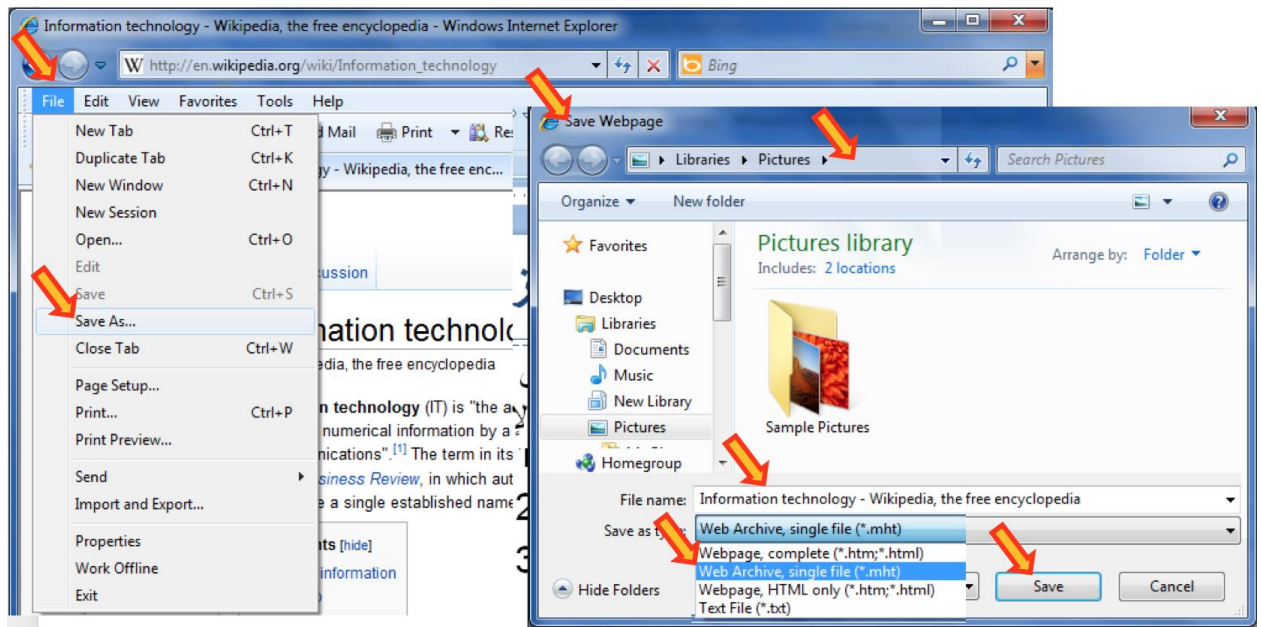 Information technology - Wikipedia, the free encyclopedia - Windows Internet Explorer
W http://en.wikipedia.org/wiki/Information_technology
Bing
File Edit View Favorites Tools Help
New Tab Ctrl+T
Duplicate Tab Ctrl+K
New Window Ctrl+N
New Session
Open... Ctrl+O
Edit
Save Ctrl+S
Save As...
Close Tab Ctrl+W
Page Setup...
Print... Ctrl+P
Print Preview...
Send
Import and Export...
Properties
Work Offline
Exit
Mail Print
- Wikipedia, the free enc...
technolo
the free encyclopedia
technology (IT) is "the a
numerical information by a
nications".[1] The term in its
siness Review, in which aut
e a single established name
[hide]
information
Save Webpage
Libraries Pictures
Search Pictures
Organize New folder
Favorites
Desktop
Libraries
Documents
Music
New Library
Pictures
Homegroup
Pictures library
Includes: 2 locations
Arrange by: Folder
Sample Pictures
File name: Information technology - Wikipedia, the free encyclopedia
Save as type: Web Archive, single file (*.mht)
Webpage, complete (*.htm;*.html)
Web Archive, single file (*.mht)
Webpage, HTML only (*.htm;*.html)
Text File (*.txt)
Hide Folders
Save
Cancel